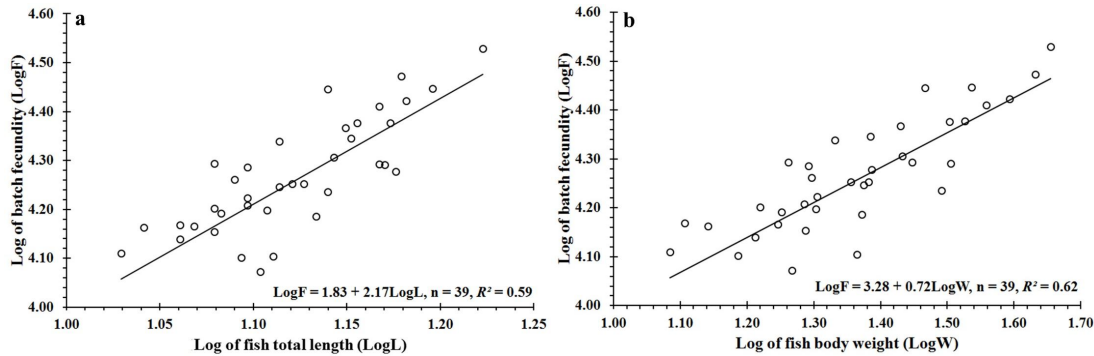 a
4.60
4.50
4.40
4.30
4.20
4.10
4.00
Log of batch fecundity (LogF)
LogF = 1.83 + 2.17LogL, n = 39, R² = 0.59
1.00 1.05 1.10 1.15 1.20 1.25
Log of fish total length (LogL)
b
4.60
4.50
4.40
4.30
4.20
4.10
4.00
Log of batch fecundity (LogF)
LogF = 3.28 + 0.72LogW, n = 39, R² = 0.62
1.00 1.10 1.20 1.30 1.40 1.50 1.60 1.70
Log of fish body weight (LogW)